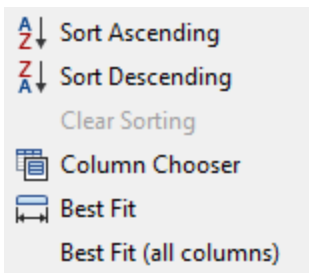 A
Z
Sort Ascending
Z
A
Sort Descending
Clear Sorting
Column Chooser
Best Fit
Best Fit (all columns)